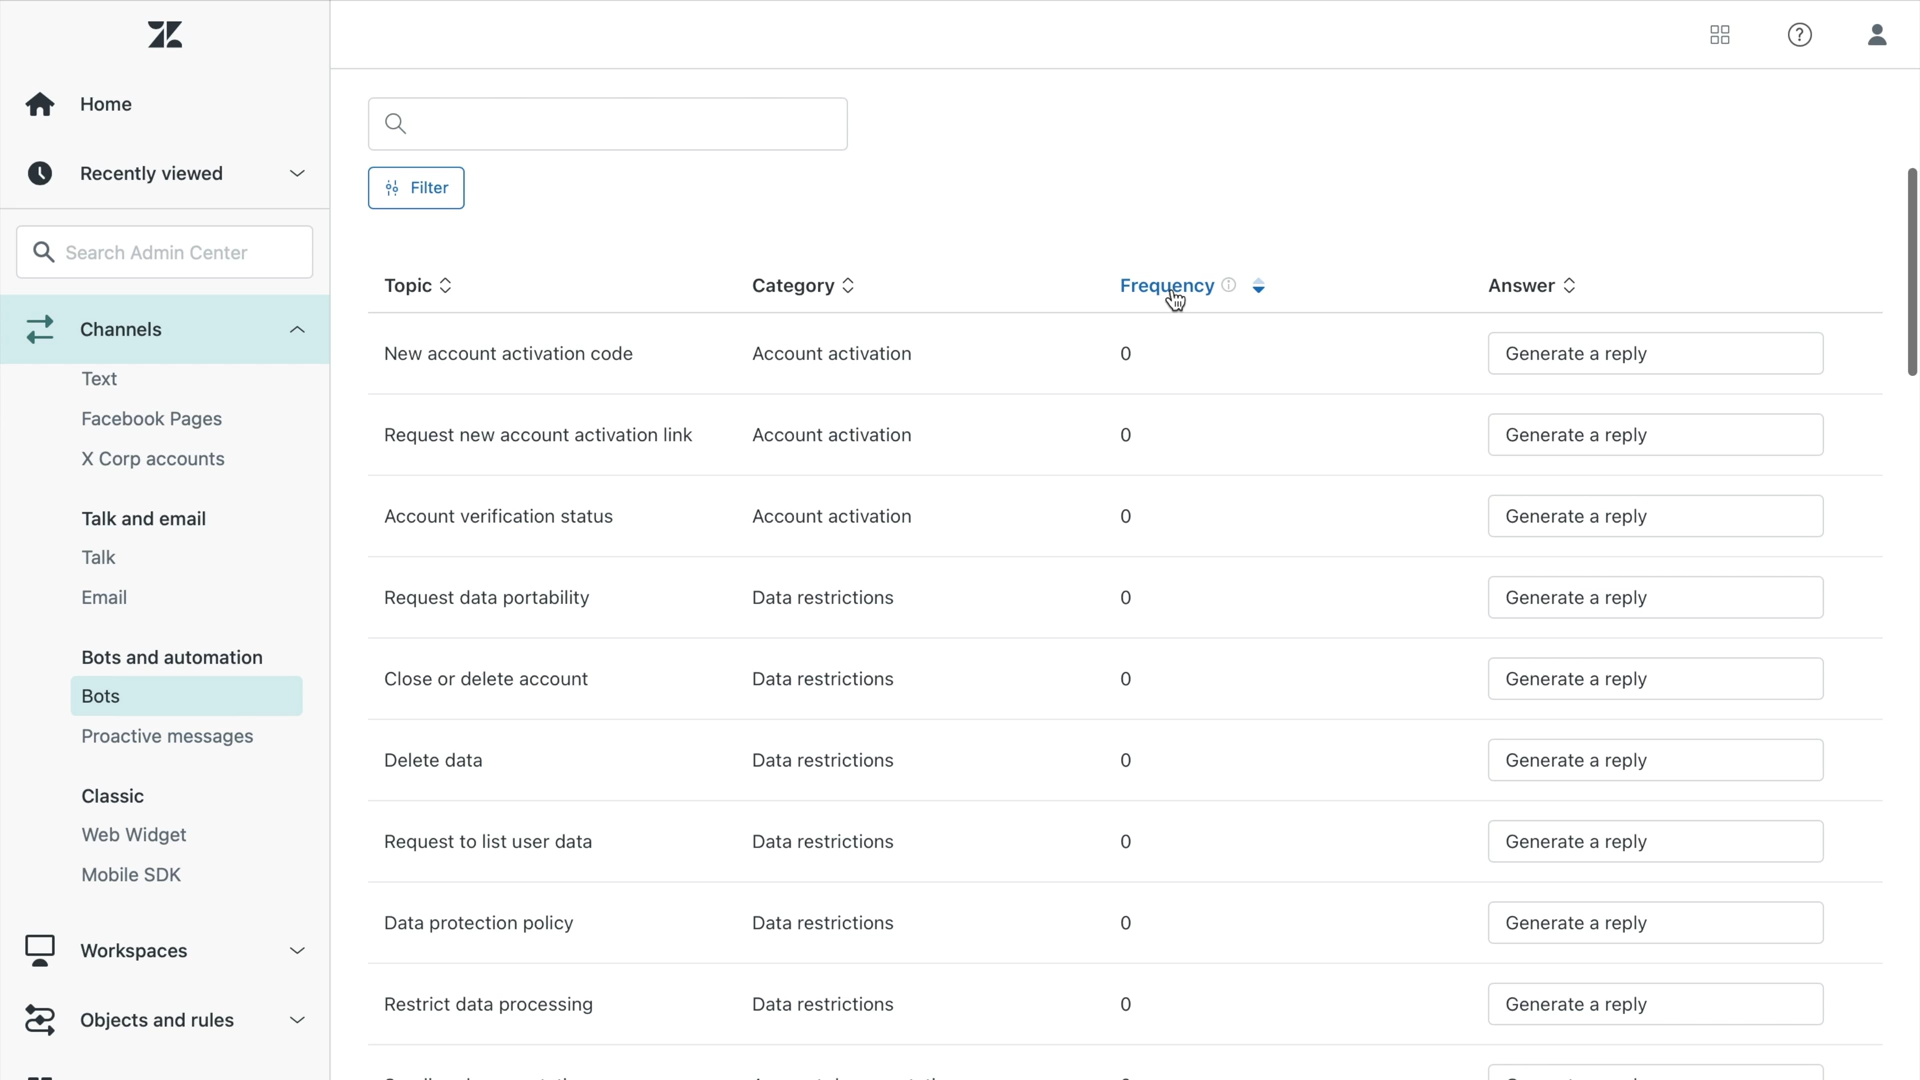 Home
Recently viewed
Search Admin Center
Channels
Text
Facebook Pages
X Corp accounts
Talk and email
Talk
Email
Bots and automation
Bots
Proactive messages
Classic
Web Widget
Mobile SDK
Workspaces
Objects and rules
Filter
Topic Category Frequency Answer
New account activation code Account activation 0 Generate a reply
Request new account activation link Account activation 0 Generate a reply
Account verification status Account activation 0 Generate a reply
Request data portability Data restrictions 0 Generate a reply
Close or delete account Data restrictions 0 Generate a reply
Delete data Data restrictions 0 Generate a reply
Request to list user data Data restrictions 0 Generate a reply
Data protection policy Data restrictions 0 Generate a reply
Restrict data processing Data restrictions 0 Generate a reply